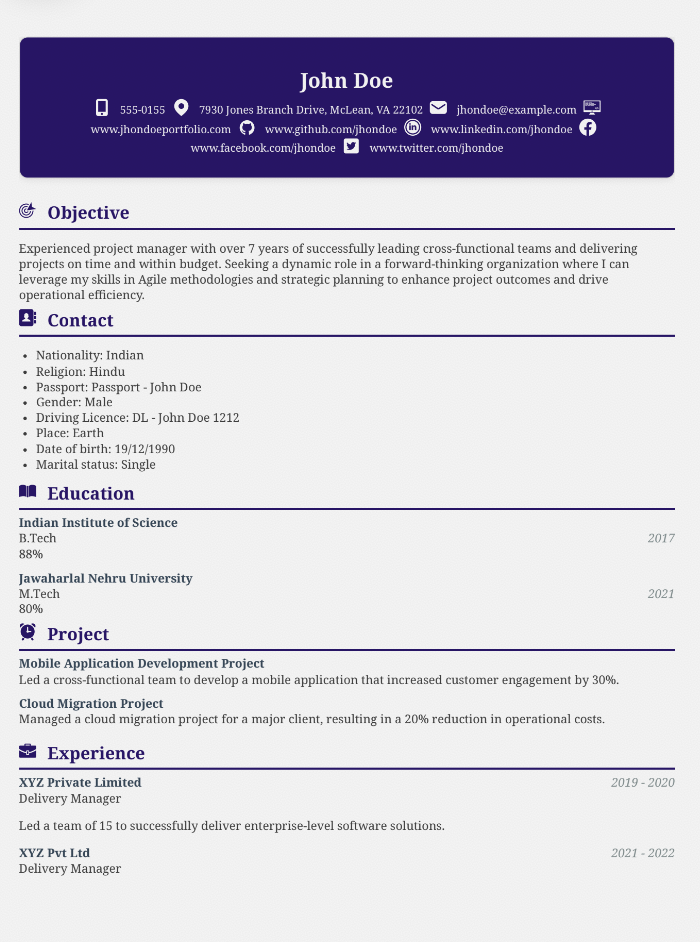 John Doe
555-0155 7930 Jones Branch Drive, McLean, VA 22102 jhondoe@example.com
www.jhondoeportfolio.com www.github.com/jhondoe www.linkedin.com/jhondoe
www.facebook.com/jhondoe www.twitter.com/jhondoe
Objective
Experienced project manager with over 7 years of successfully leading cross-functional teams and delivering
projects on time and within budget. Seeking a dynamic role in a forward-thinking organization where I can
leverage my skills in Agile methodologies and strategic planning to enhance project outcomes and drive
operational efficiency.
Contact
• Nationality: Indian
• Religion: Hindu
• Passport: Passport - John Doe
• Gender: Male
• Driving Licence: DL - John Doe 1212
• Place: Earth
• Date of birth: 19/12/1990
• Marital status: Single
Education
Indian Institute of Science
B.Tech 2017
88%
Jawaharlal Nehru University
M.Tech 2021
80%
Project
Mobile Application Development Project
Led a cross-functional team to develop a mobile application that increased customer engagement by 30%.
Cloud Migration Project
Managed a cloud migration project for a major client, resulting in a 20% reduction in operational costs.
Experience
XYZ Private Limited 2019 - 2020
Delivery Manager
Led a team of 15 to successfully deliver enterprise-level software solutions.
XYZ Pvt Ltd 2021 - 2022
Delivery Manager